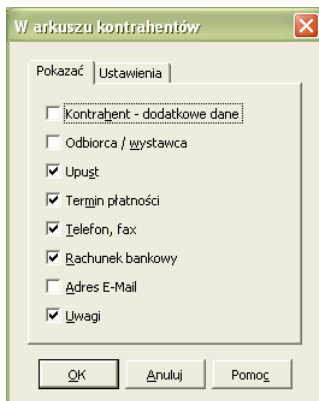 W arkuszu kontrahentów
Pokazać Ustawienia
Kontrahent - dodatkowe dane
Odbiorca / wystawca
Upust
Termin płatności
Telefon, fax
Rachunek bankowy
Adres E-Mail
Uwagi
OK Anuluj Pomoc